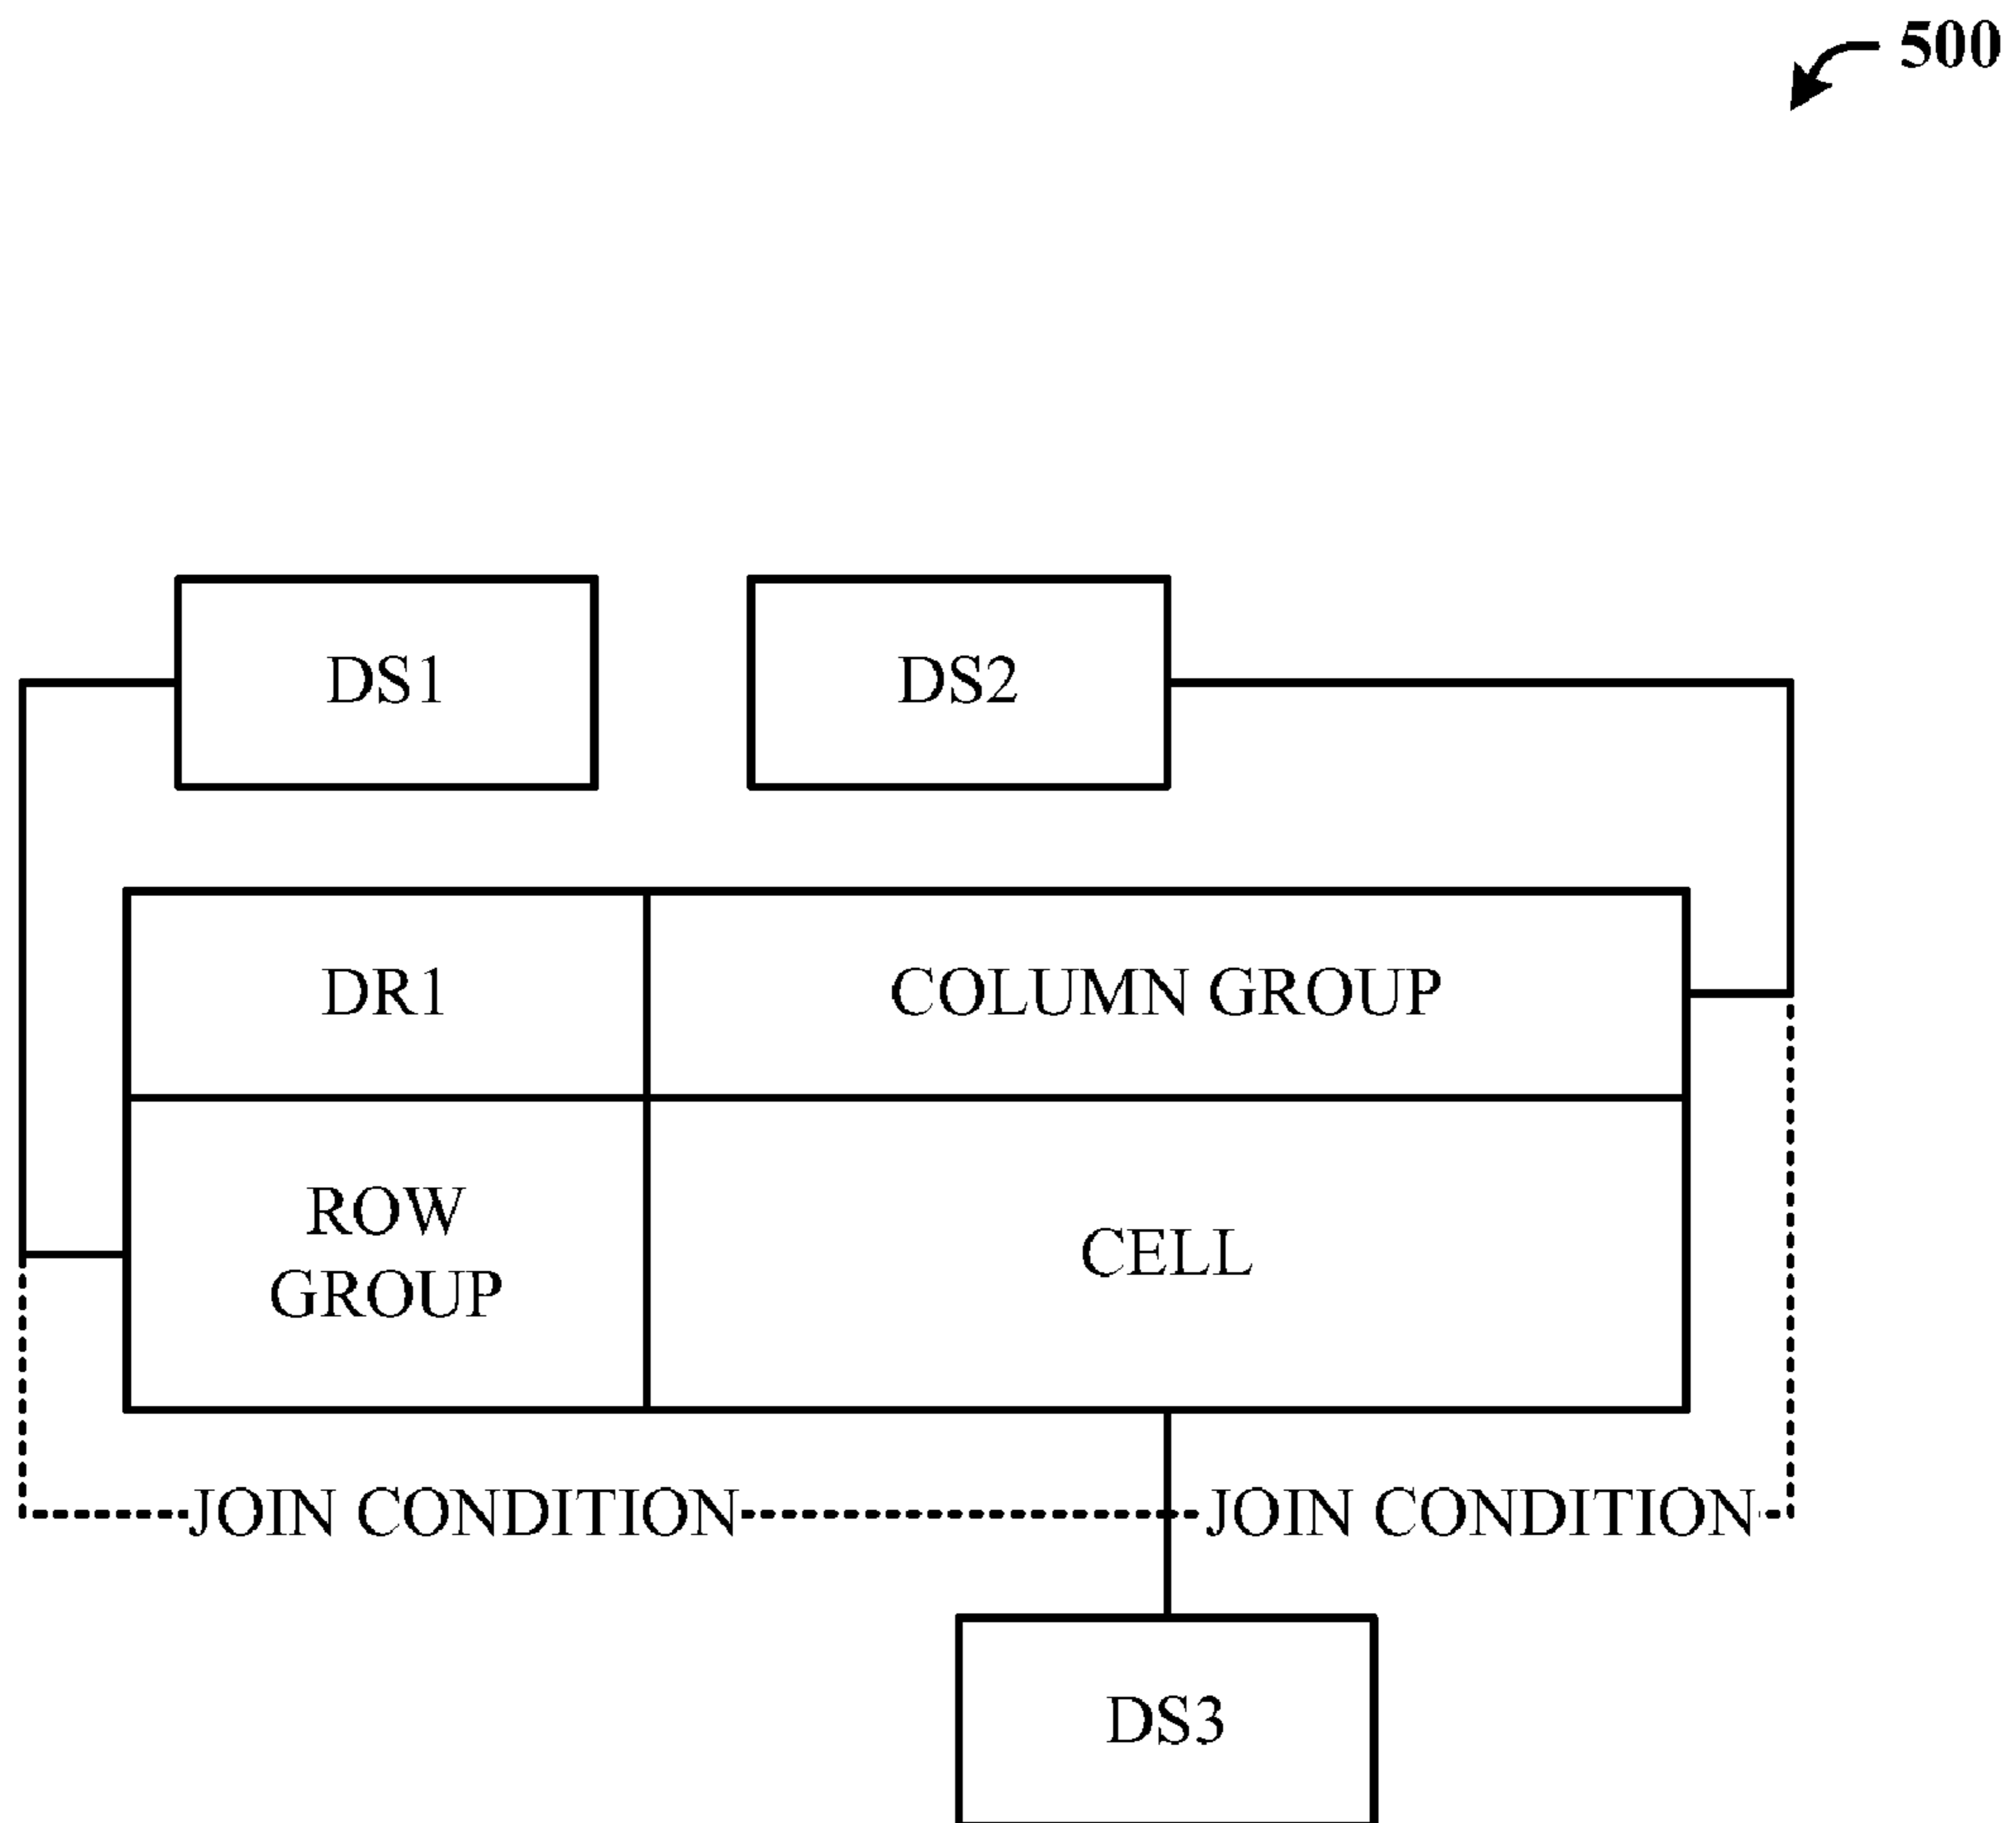 500
DS1
DS2
DR1
COLUMN GROUP
ROW
GROUP
CELL
JOIN CONDITION
JOIN CONDITION
DS3